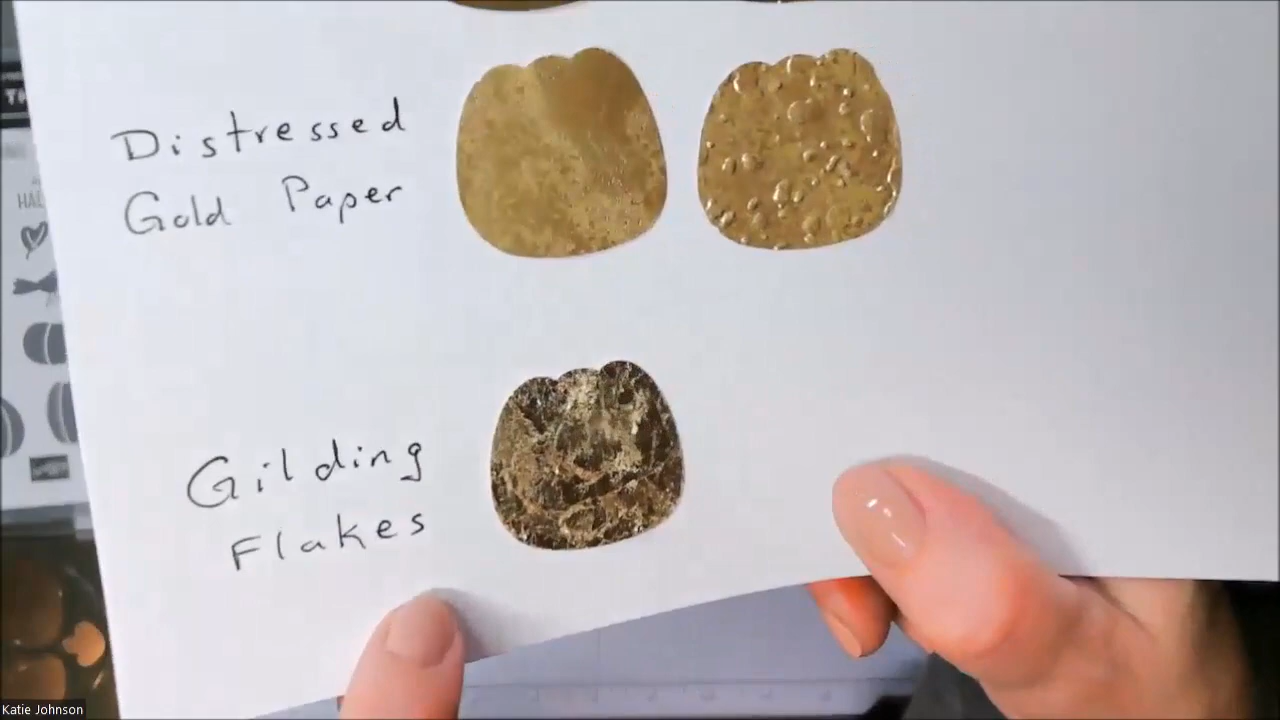 Distressed
Gold Paper
Gilding
Flakes
Katie Johnson